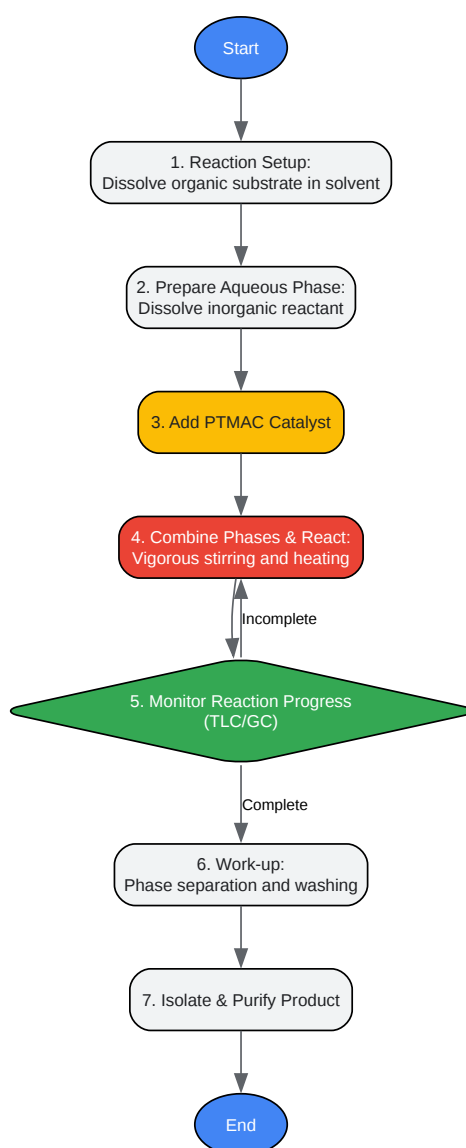 Start
1. Reaction Setup:
Dissolve organic substrate in solvent
2. Prepare Aqueous Phase:
Dissolve inorganic reactant
3. Add PTMAC Catalyst
4. Combine Phases & React:
Vigorous stirring and heating
Incomplete
5. Monitor Reaction Progress
(TLC/GC)
Complete
6. Work-up:
Phase separation and washing
7. Isolate & Purify Product
End